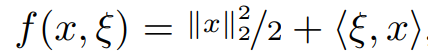 f(x, ξ) = ‖x‖₂²/2 + ⟨ξ, x⟩.